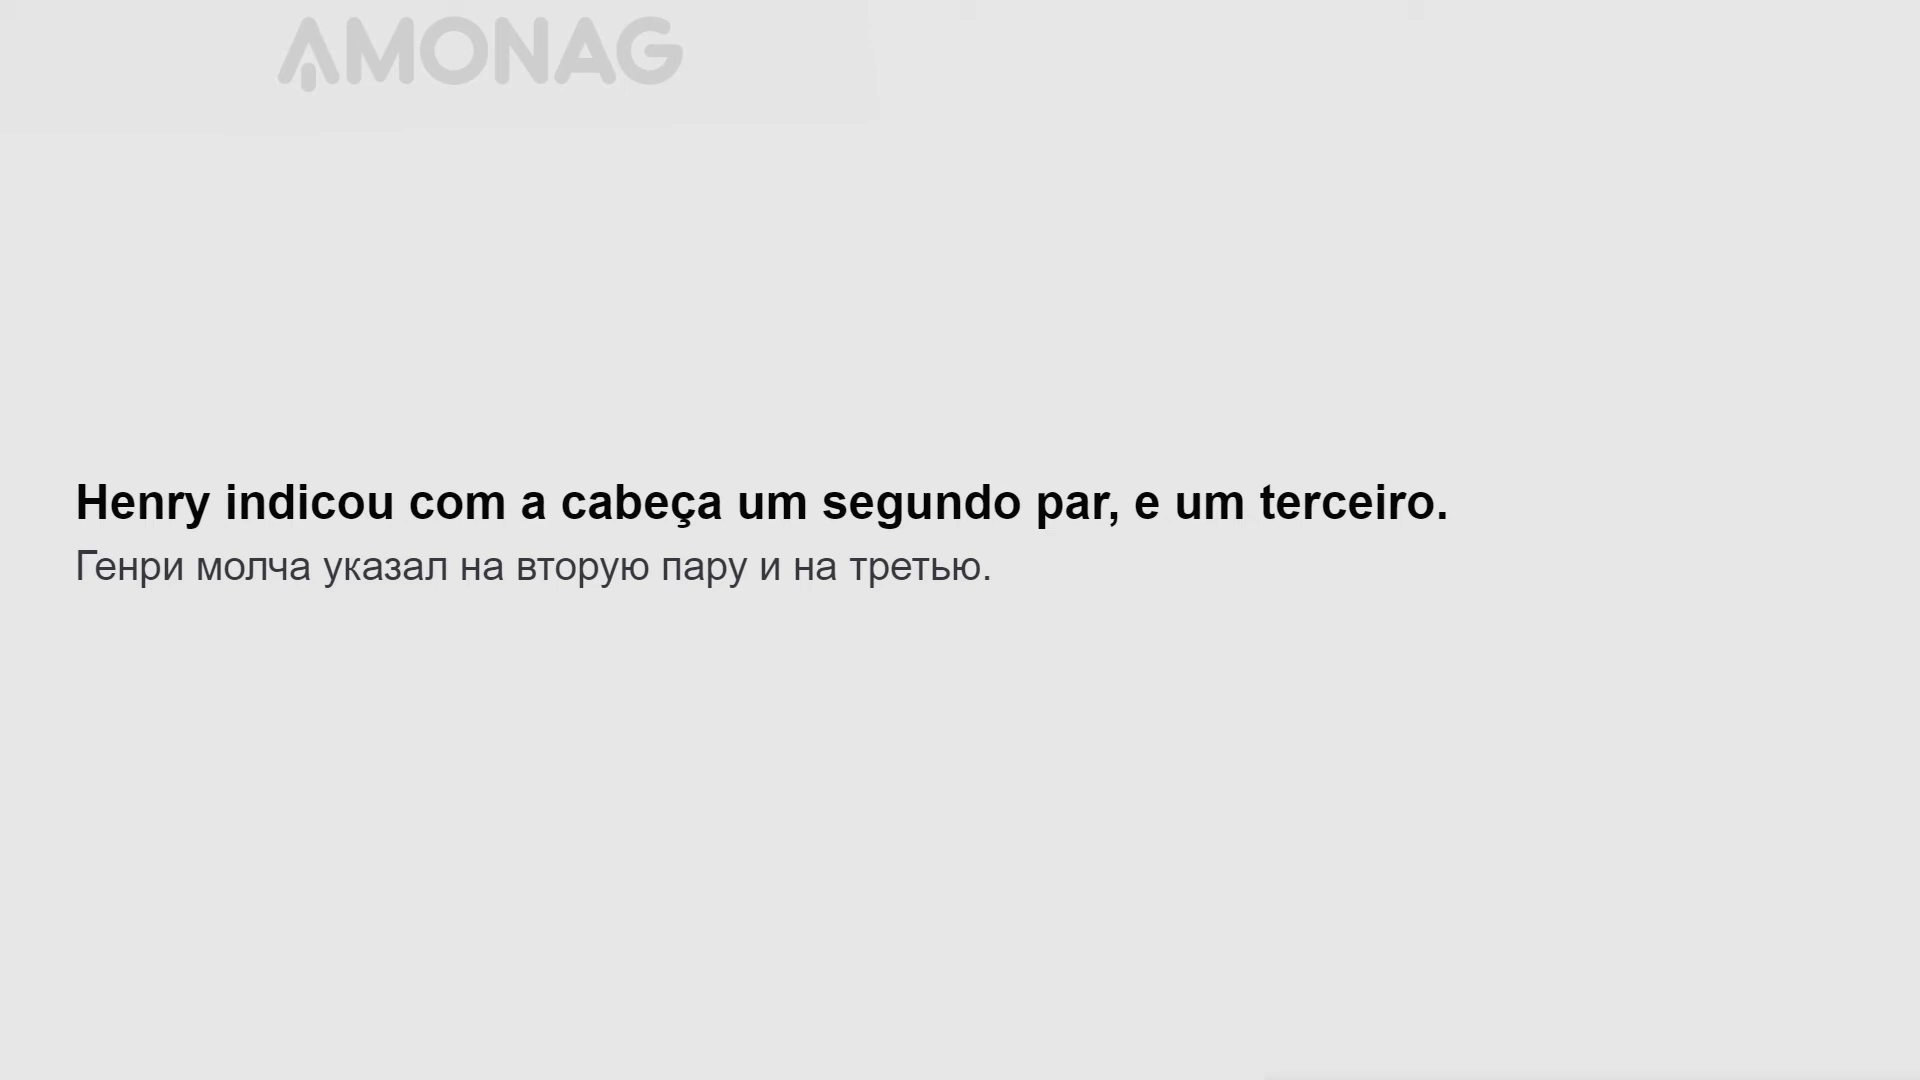 AMONAG
Henry indicou com a cabeça um segundo par, e um terceiro.
Генри молча указал на вторую пару и на третью.